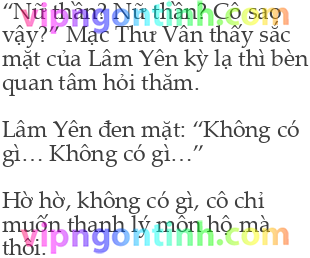 “Nữ thần? Nữ thần? Cô sao
vậy?” Mạc Thư Vân thấy sắc
mặt của Lâm Yên kỳ lạ thì bèn
quan tâm hỏi thăm.
Lâm Yên đen mặt: “Không có
gì… Không có gì…”
Hờ hờ, không có gì, cô chỉ
muốn thanh lý môn hộ mà
thôi.
vipngontinh.com
vipngontinh.com